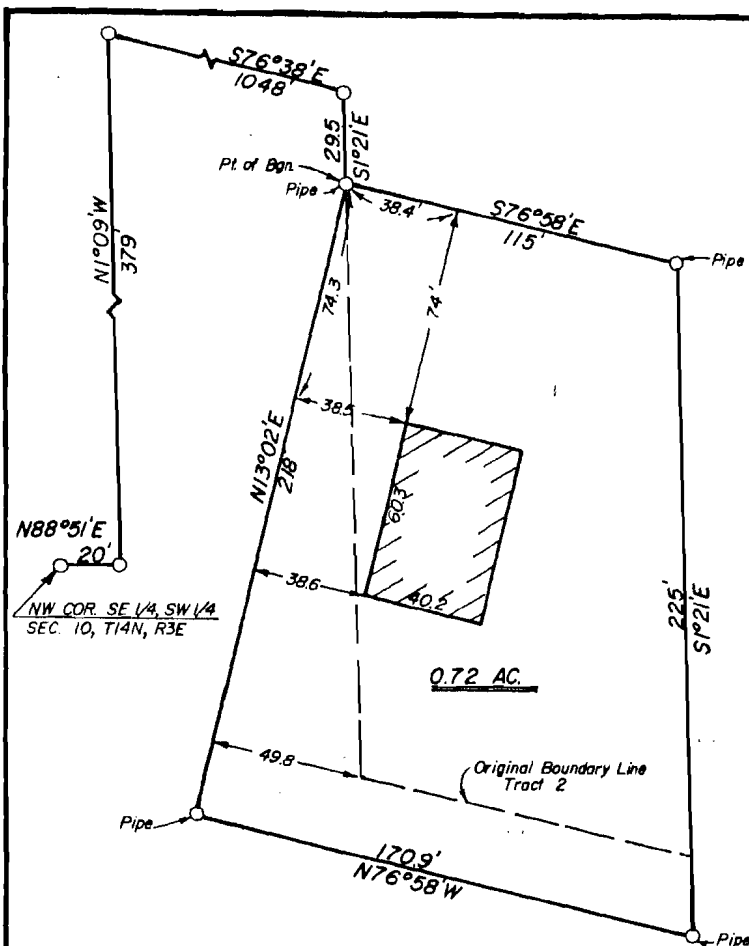 S76°38'E
1048'
29.5
S1°21'E
Pt. of Bgn.
Pipe
38.4'
S76°58'E
115'
Pipe
N1°09'W
379'
74.3
74'
38.5
N13°02'E
218'
60.3
N88°51'E
20'
38.6
40.2
NW COR. SE 1/4, SW 1/4
SEC. 10, T14N, R3E
225'
S1°21'E
0.72 AC.
49.8
Original Boundary Line
Tract 2
Pipe
170.9'
N76°58'W
Pipe